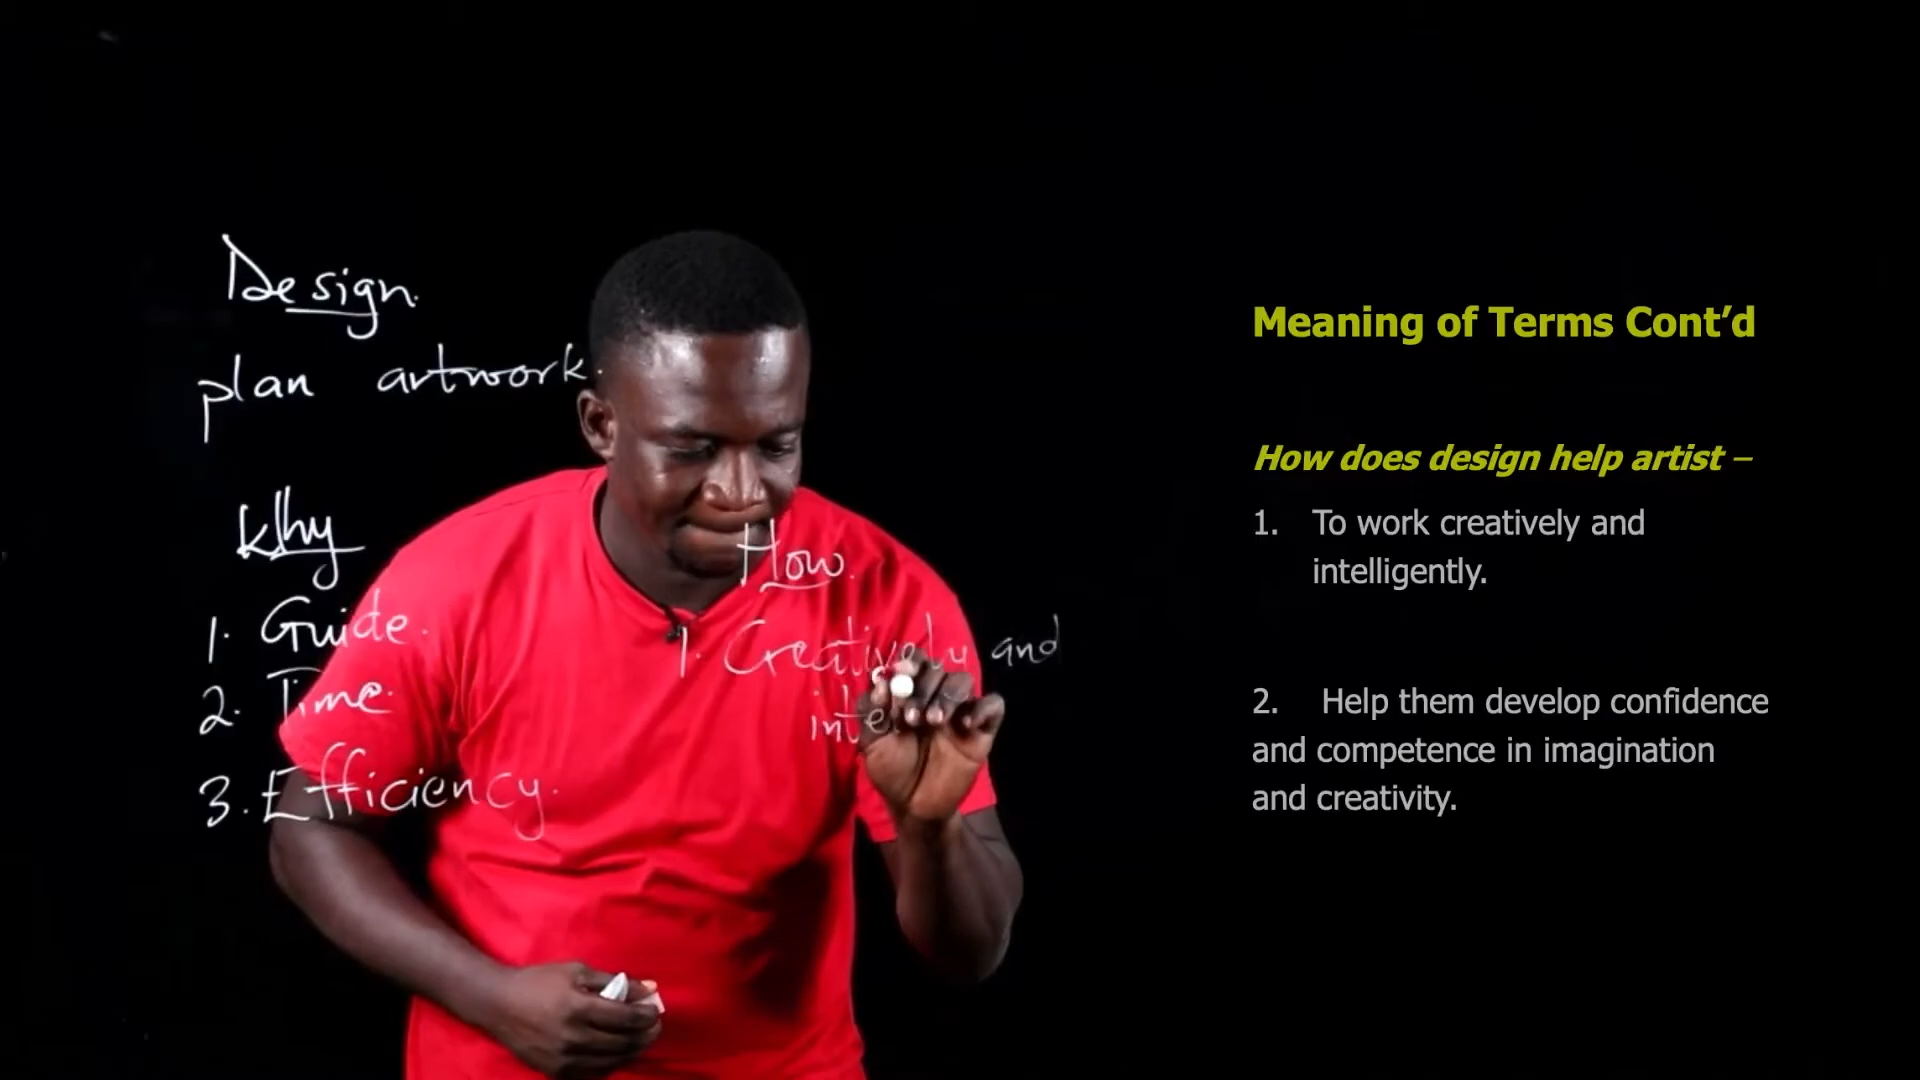 Design.
plan artwork.
Why
1. Guide.
2. Time.
3. Efficiency.
How.
1. Creatively and
inte
Meaning of Terms Cont’d
How does design help artist –
1. To work creatively and
intelligently.
2. Help them develop confidence
and competence in imagination
and creativity.